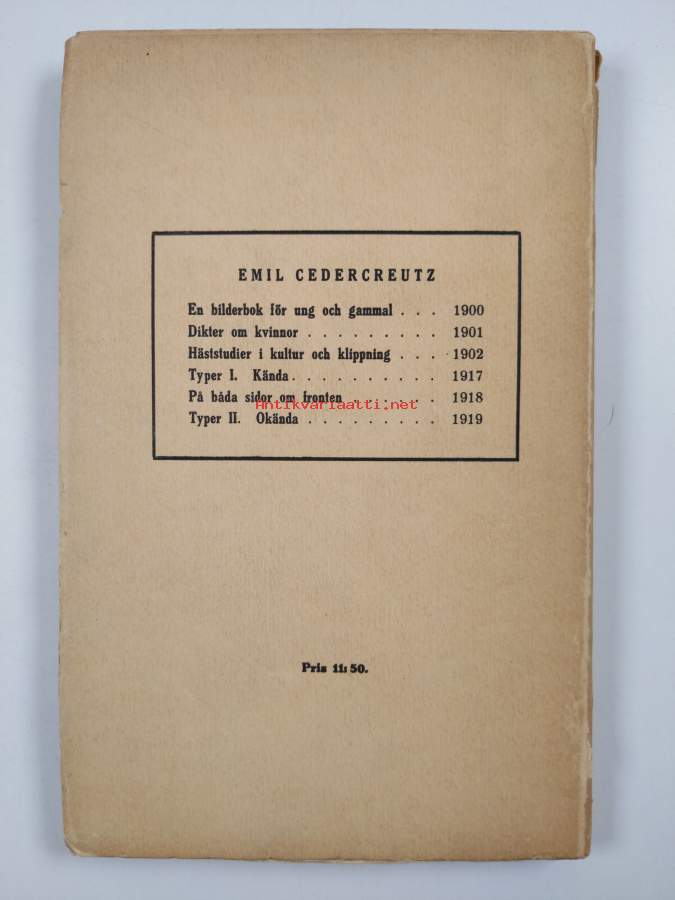 EMIL CEDERCREUTZ
En bilderbok för ung och gammal . . . 1900
Dikter om kvinnor . . . . . . . . . 1901
Häststudier i kultur och klippning . . . 1902
Typer I. Kända . . . . . . . . . . 1917
På båda sidor om fronten . . . . . . 1918
Antikvariaatti.net
Typer II. Okända . . . . . . . . . 1919
Pris 11:50.